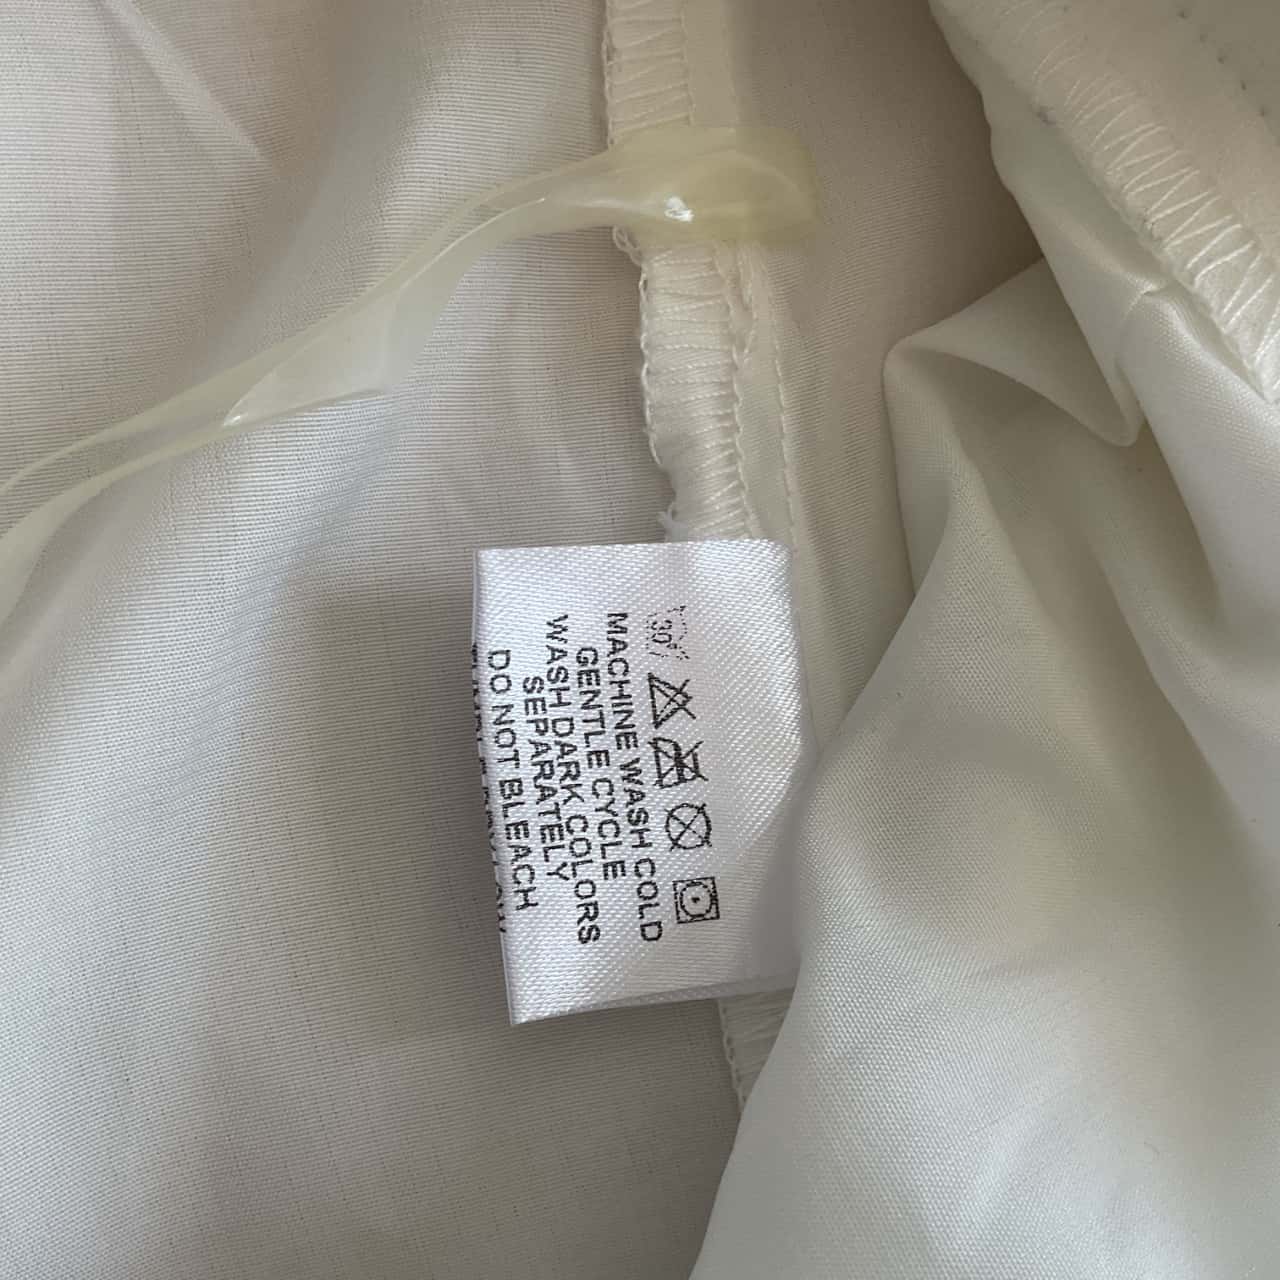 30°
MACHINE WASH COLD
GENTLE CYCLE
WASH DARK COLORS
SEPARATELY
DO NOT BLEACH